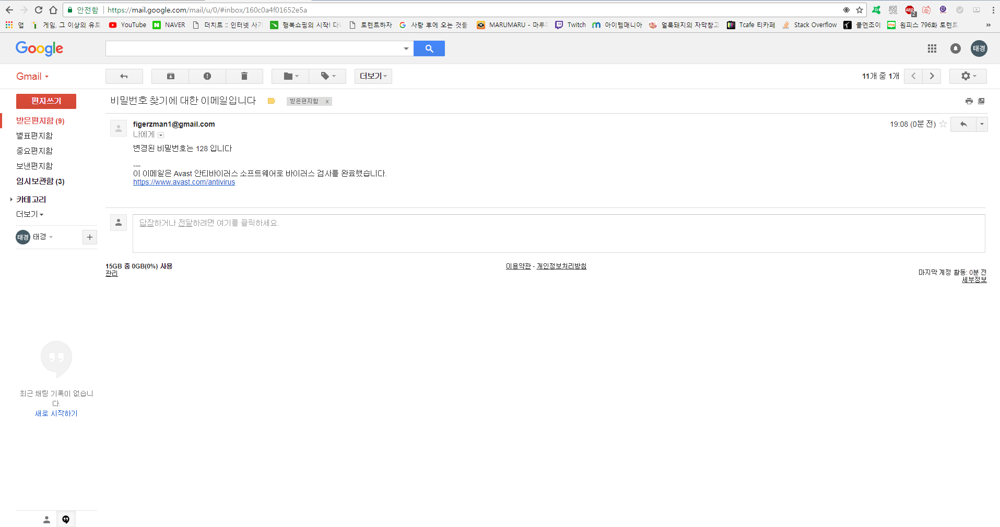 안전함 https://mail.google.com/mail/u/0/#inbox/160c0a4f01652e5a
앱 게임, 그 이상의 유토 YouTube NAVER 더치트 :: 인터넷 사기 행복쇼핑의 시작! 다나 토렌트하자 사랑 후에 오는 것들 MARUMARU - 마루마 Twitch 아이템매니아 얼룩돼지의 자막창고 Tcafe 티카페 Stack Overflow 쿨엔조이 원피스 796화 토렌트 »
Google 태경
Gmail 더보기 11개 중 1개
편지쓰기
비밀번호 찾기에 대한 이메일입니다 받은편지함 x
받은편지함 (9)
별표편지함
중요편지함
보낸편지함
임시보관함 (3)
카테고리
더보기
태경 태경 +
figerzman1@gmail.com 19:08 (0분 전)
나에게
변경된 비밀번호는 128 입니다
---
이 이메일은 Avast 안티바이러스 소프트웨어로 바이러스 검사를 완료했습니다.
https://www.avast.com/antivirus
답장하거나 전달하려면 여기를 클릭하세요.
15GB 중 0GB(0%) 사용
관리
이용약관 - 개인정보처리방침
마지막 계정 활동: 0분 전
세부정보
최근 채팅 기록이 없습니
다.
새로 시작하기